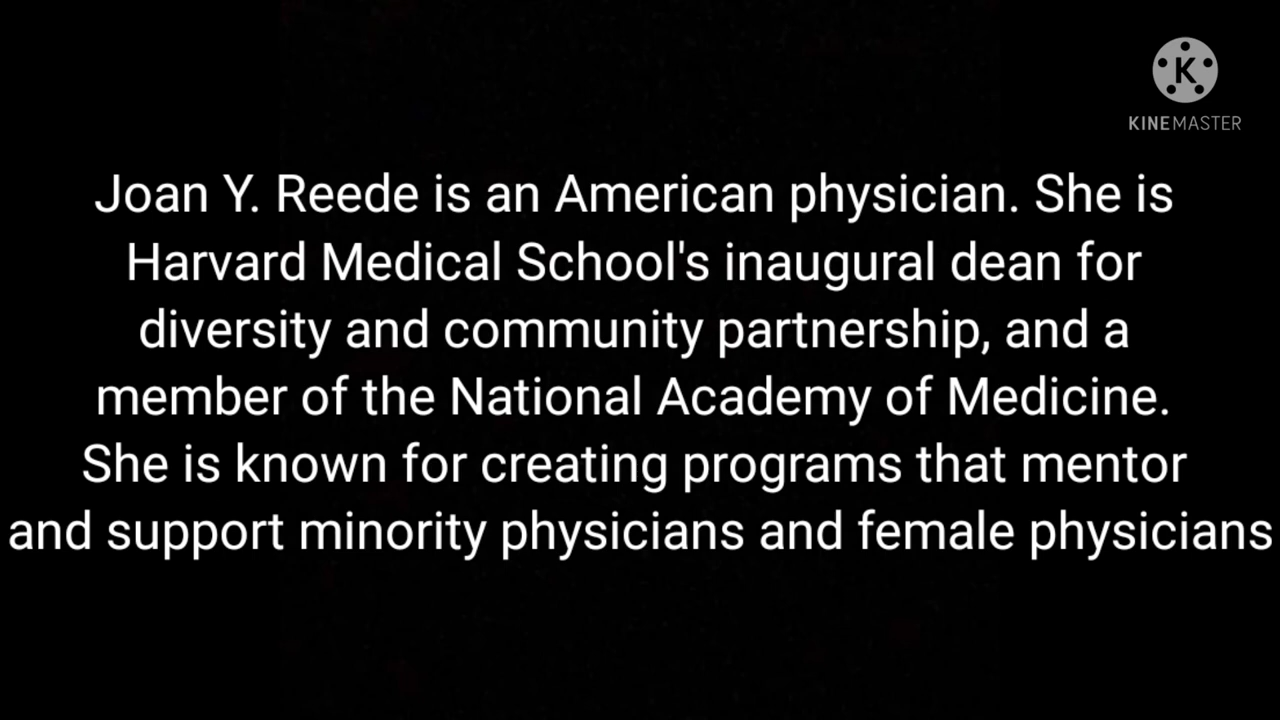 K
KINEMASTER
Joan Y. Reede is an American physician. She is
Harvard Medical School's inaugural dean for
diversity and community partnership, and a
member of the National Academy of Medicine.
She is known for creating programs that mentor
and support minority physicians and female physicians